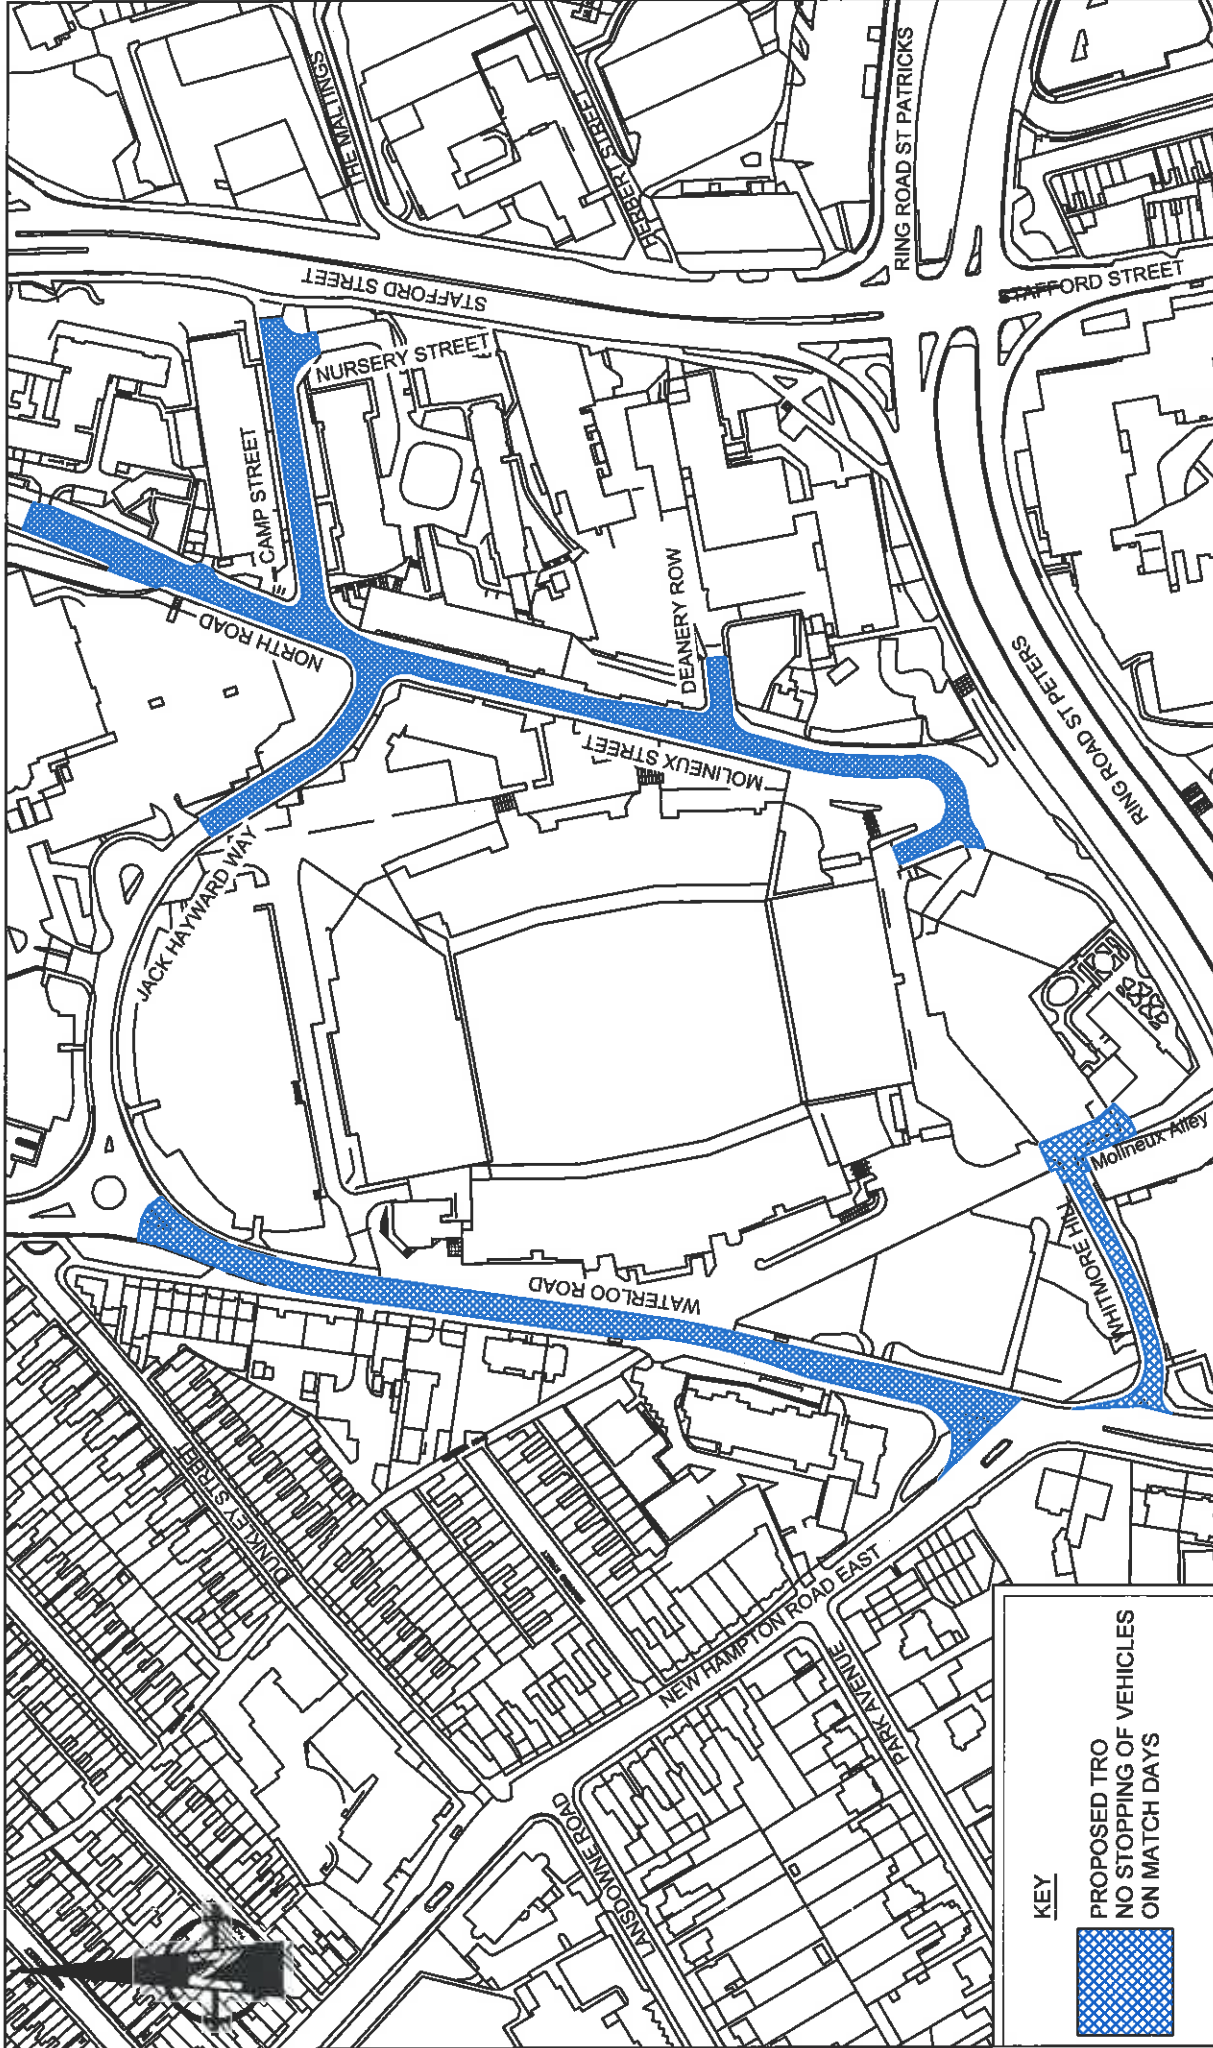 THE MALTINGS
HERBERT STREET
RING ROAD ST PATRICKS
STAFFORD STREET
STAFFORD STREET
NURSERY STREET
CAMP STREET
NORTH ROAD
DEANERY ROW
MOLINEUX STREET
RING ROAD ST PETERS
JACK HAYWARD WAY
Molineux Alley
WHITMORE HILL
WATERLOO ROAD
DUNKLEY STREET
NEW HAMPTON ROAD EAST
PARK AVENUE
LANSDOWNE ROAD
N
KEY
PROPOSED TRO
NO STOPPING OF VEHICLES
ON MATCH DAYS